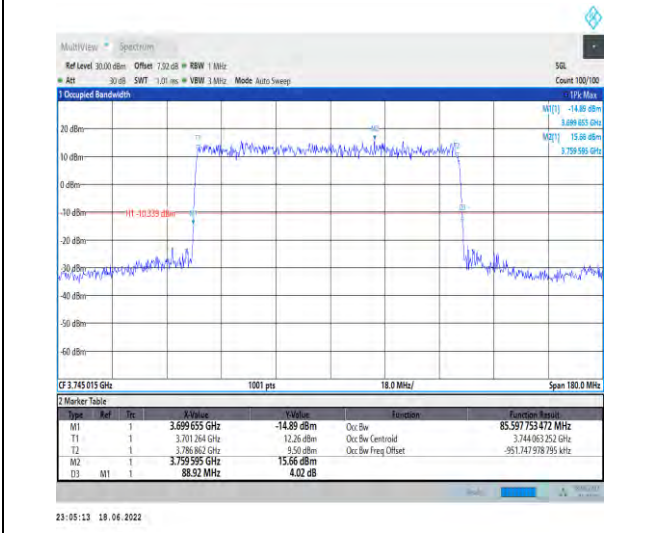 MultiView Spectrum
Ref Level 30.00 dBm Offset 7.92 dB RBW 1 MHz SGL
Att 30 dB SWT 1.01 ms VBW 3 MHz Mode Auto Sweep Count 100/100
1 Occupied Bandwidth 1Pk Max
M1[1] -14.89 dBm
3.699 655 GHz
M2[1] 15.66 dBm
3.759 595 GHz
20 dBm
10 dBm
0 dBm
-10 dBm H1 -10.339 dBm
-20 dBm
-30 dBm
-40 dBm
-50 dBm
-60 dBm
CF 3.745 015 GHz 1001 pts 18.0 MHz/ Span 180.0 MHz
2 Marker Table
Type Ref Trc X-Value Y-Value Function Function Result
M1 1 3.699 655 GHz -14.89 dBm Occ Bw 85.597 753 472 MHz
T1 1 3.701 264 GHz 12.26 dBm Occ Bw Centroid 3.744 063 252 GHz
T2 1 3.786 862 GHz 9.50 dBm Occ Bw Freq Offset -951.747 978 795 kHz
M2 1 3.759 595 GHz 15.66 dBm
D3 M1 1 88.92 MHz 4.02 dB
23:05:13 18.06.2022